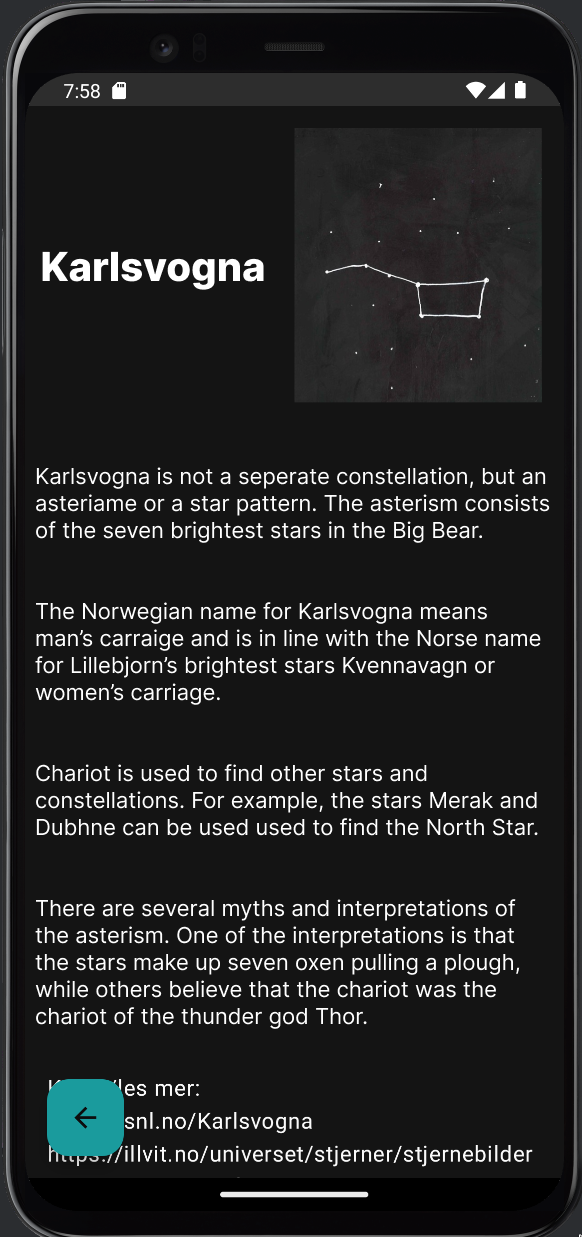 7:58
Karlsvogna
Karlsvogna is not a seperate constellation, but an
asteriame or a star pattern. The asterism consists
of the seven brightest stars in the Big Bear.
The Norwegian name for Karlsvogna means
man’s carraige and is in line with the Norse name
for Lillebjorn’s brightest stars Kvennavagn or
women’s carriage.
Chariot is used to find other stars and
constellations. For example, the stars Merak and
Dubhne can be used used to find the North Star.
There are several myths and interpretations of
the asterism. One of the interpretations is that
the stars make up seven oxen pulling a plough,
while others believe that the chariot was the
chariot of the thunder god Thor.
/les mer:
snl.no/Karlsvogna
https://illvit.no/universet/stjerner/stjernebilder